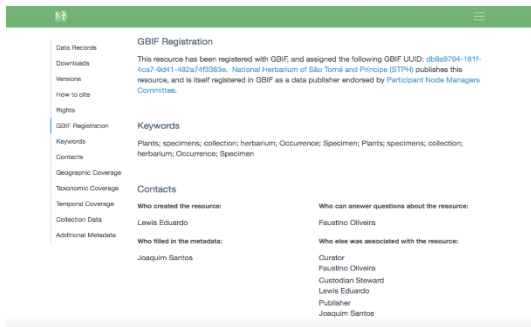 Data Records
Downloads
Versions
How to cite
Rights
GBIF Registration
Keywords
Contacts
Geographic Coverage
Taxonomic Coverage
Temporal Coverage
Collection Data
Additional Metadata
GBIF Registration
This resource has been registered with GBIF, and assigned the following GBIF UUID: db9a9794-181f-
4ca7-9d41-482a74f3383e. National Herbarium of São Tomé and Príncipe (STPH) publishes this
resource, and is itself registered in GBIF as a data publisher endorsed by Participant Node Managers
Committee.
Keywords
Plants; specimens; collection; herbarium; Occurrence; Specimen; Plants; specimens; collection;
herbarium; Occurrence; Specimen
Contacts
Who created the resource:
Lewis Eduardo
Who can answer questions about the resource:
Faustino Oliveira
Who filled in the metadata:
Joaquim Santos
Who else was associated with the resource:
Curator
Faustino Oliveira
Custodian Steward
Lewis Eduardo
Publisher
Joaquim Santos